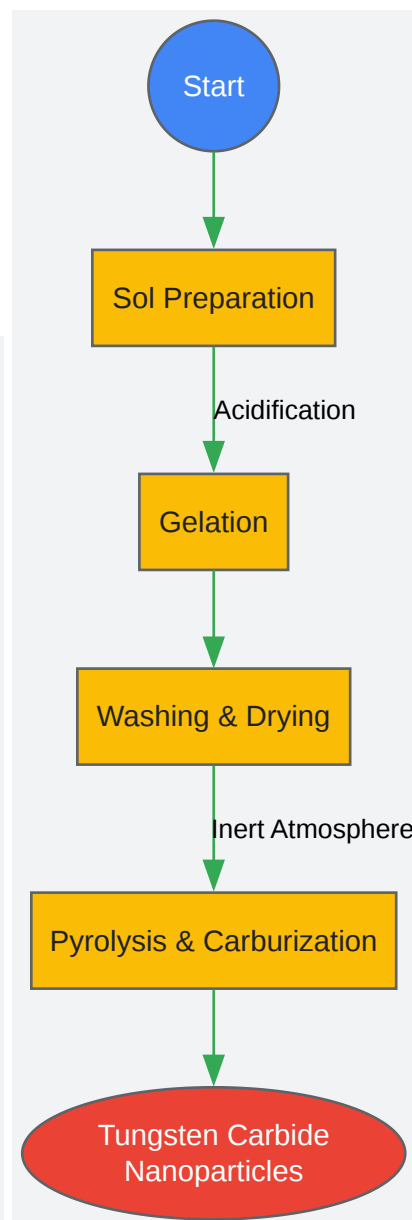 Start
Sol Preparation
Acidification
Gelation
Washing & Drying
Inert Atmosphere
Pyrolysis & Carburization
Tungsten Carbide
Nanoparticles